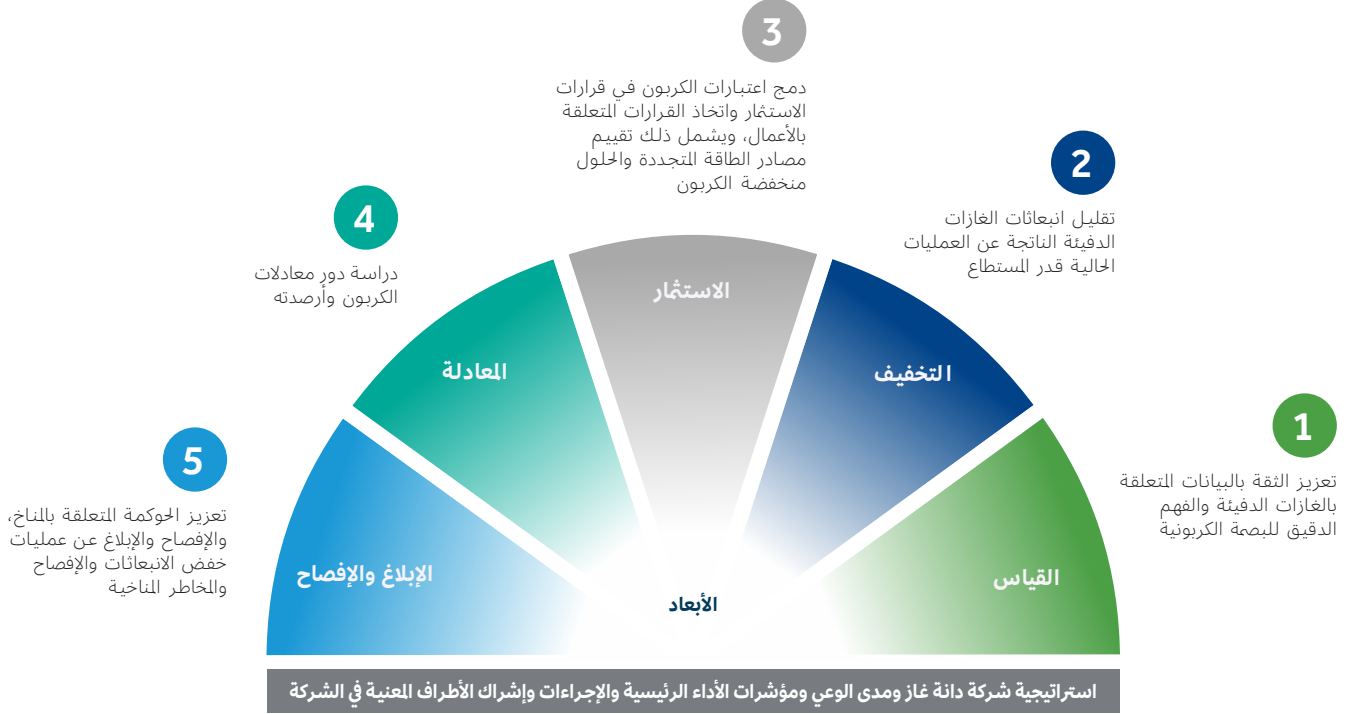 1
تعزيز الثقة بالبيانات المتعلقة
بالغازات الدفيئة والفهم
الدقيق للبصمة الكربونية
القياس
2
تقليل انبعاثات الغازات
الدفيئة الناتجة عن العمليات
الحالية قدر المستطاع
التخفيف
3
دمج اعتبارات الكربون في قرارات
الاستثمار واتخاذ القرارات المتعلقة
بالأعمال، ويشمل ذلك تقييم
مصادر الطاقة المتجددة والحلول
منخفضة الكربون
الاستثمار
4
دراسة دور معادلات
الكربون وأرصدته
المعادلة
5
تعزيز الحوكمة المتعلقة بالمناخ،
والإفصاح والإبلاغ عن عمليات
خفض الانبعاثات والإفصاح
والمخاطر المناخية
الإبلاغ والإفصاح
الأبعاد
استراتيجية شركة دانة غاز ومدى الوعي ومؤشرات الأداء الرئيسية والإجراءات وإشراك الأطراف المعنية في الشركة